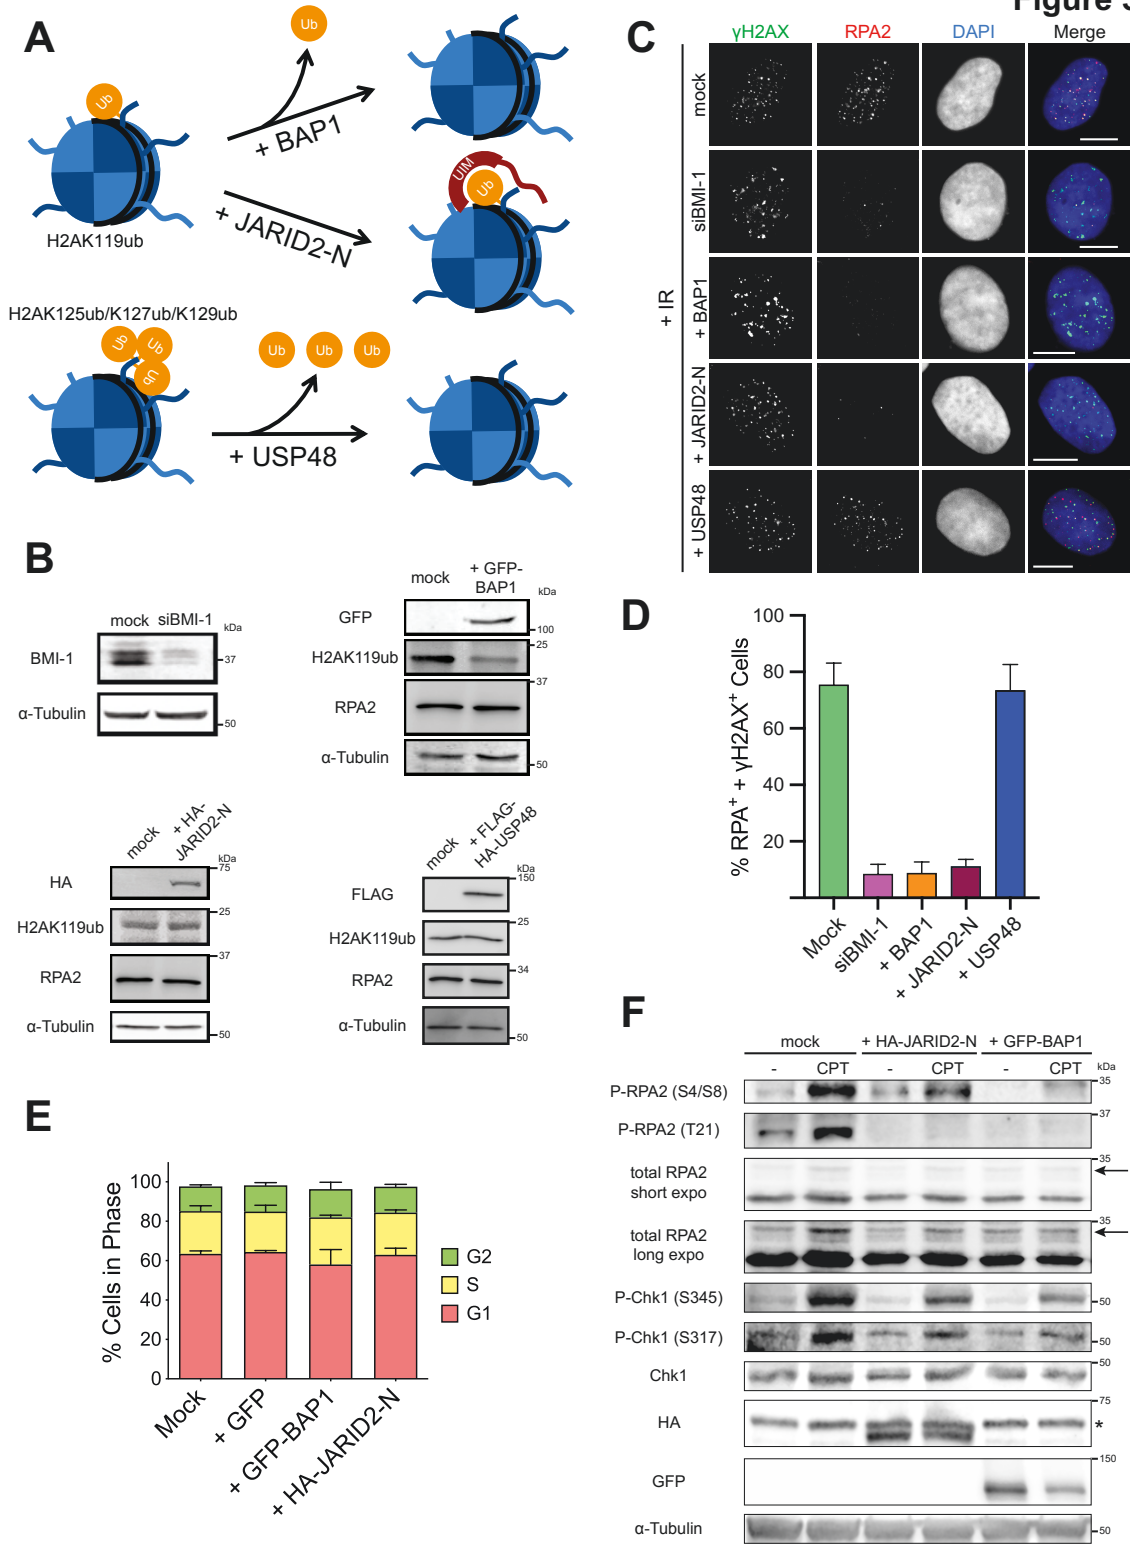 Figure
A
Ub
Ub
+ BAP1
UIM
Ub
+ JARID2-N
H2AK119ub
H2AK125ub/K127ub/K129ub
Ub
Ub
Ub
Ub
Ub
Ub
+ USP48
B
mock
siBMI-1
kDa
BMI-1
37
α-Tubulin
50
mock
+ GFP-
BAP1
kDa
GFP
100
25
H2AK119ub
37
RPA2
α-Tubulin
50
mock
+ HA-
JARID2-N
kDa
75
HA
25
H2AK119ub
37
RPA2
α-Tubulin
50
mock
+ FLAG-
HA-USP48
kDa
150
FLAG
25
H2AK119ub
34
RPA2
α-Tubulin
50
C
γH2AX
RPA2
DAPI
Merge
+ IR
mock
siBMI-1
+ BAP1
+ JARID2-N
+ USP48
D
% RPA⁺ + γH2AX⁺ Cells
100
80
60
40
20
Mock
siBMI-1
+ BAP1
+ JARID2-N
+ USP48
E
% Cells in Phase
100
80
60
40
20
0
G2
S
G1
Mock
+ GFP
+ GFP-BAP1
+ HA-JARID2-N
F
mock
+ HA-JARID2-N
+ GFP-BAP1
- CPT - CPT - CPT
kDa
P-RPA2 (S4/S8)
35
P-RPA2 (T21)
37
total RPA2
short expo
35
total RPA2
long expo
35
P-Chk1 (S345)
50
P-Chk1 (S317)
50
Chk1
50
HA
75
*
GFP
150
α-Tubulin
50